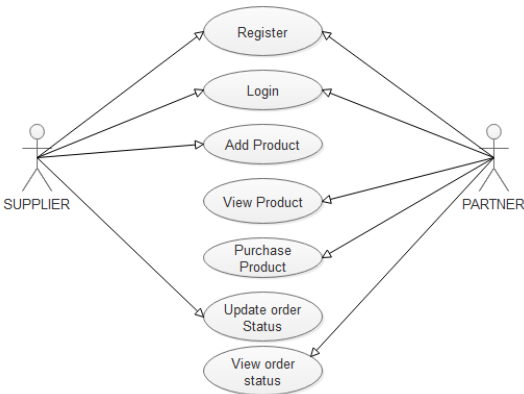 Register
Login
Add Product
SUPPLIER
View Product
PARTNER
Purchase
Product
Update order
Status
View order
status